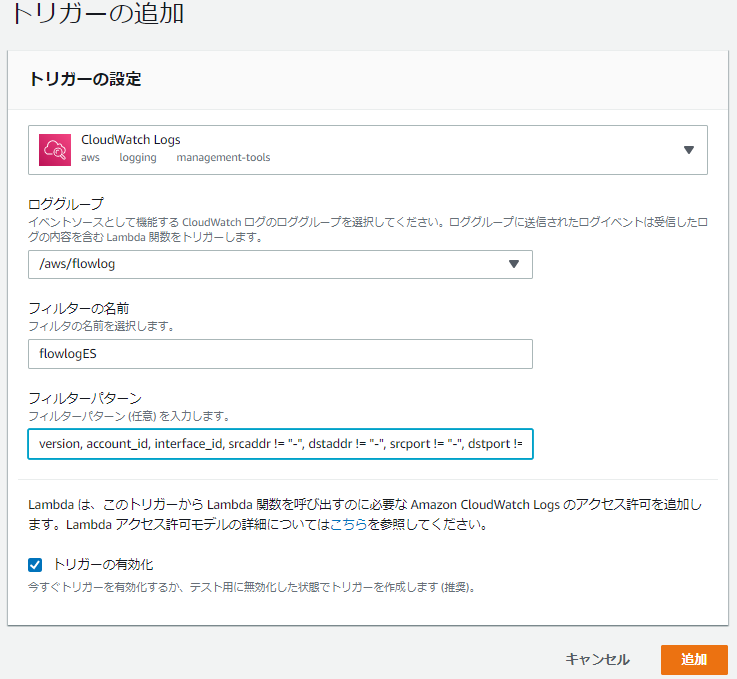 トリガーの追加
トリガーの設定
CloudWatch Logs
aws logging management-tools
ロググループ
イベントソースとして機能する CloudWatch ログのロググループを選択してください。ロググループに送信されたログイベントは受信したロ
グの内容を含む Lambda 関数をトリガーします。
/aws/flowlog
フィルターの名前
フィルタの名前を選択します。
flowlogES
フィルターパターン
フィルターパターン (任意) を入力します。
version, account_id, interface_id, srcaddr != "-", dstaddr != "-", srcport != "-", dstport !=
Lambda は、このトリガーから Lambda 関数を呼び出すのに必要な Amazon CloudWatch Logs のアクセス許可を追加し
ます。Lambda アクセス許可モデルの詳細についてはこちらを参照してください。
トリガーの有効化
今すぐトリガーを有効化するか、テスト用に無効化した状態でトリガーを作成します (推奨)。
キャンセル 追加